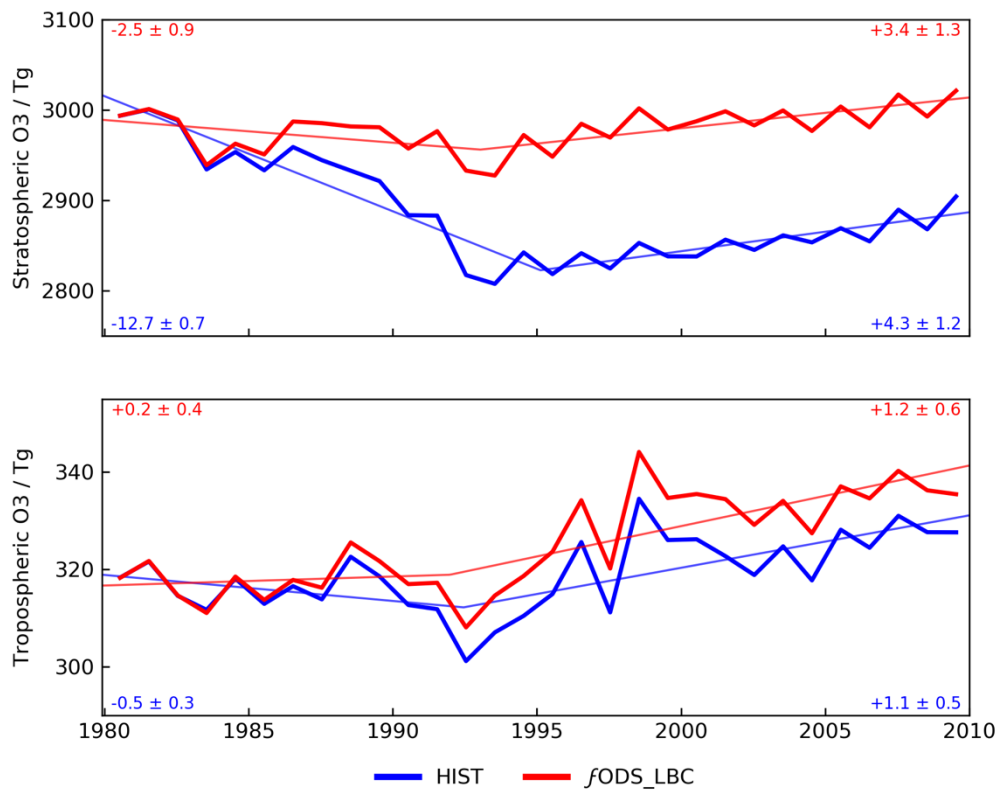 3100
3000
2900
2800
Stratospheric O3 / Tg
-2.5 ± 0.9
+3.4 ± 1.3
-12.7 ± 0.7
+4.3 ± 1.2
340
320
300
Tropospheric O3 / Tg
+0.2 ± 0.4
+1.2 ± 0.6
-0.5 ± 0.3
+1.1 ± 0.5
1980 1985 1990 1995 2000 2005 2010
HIST ƒODS_LBC